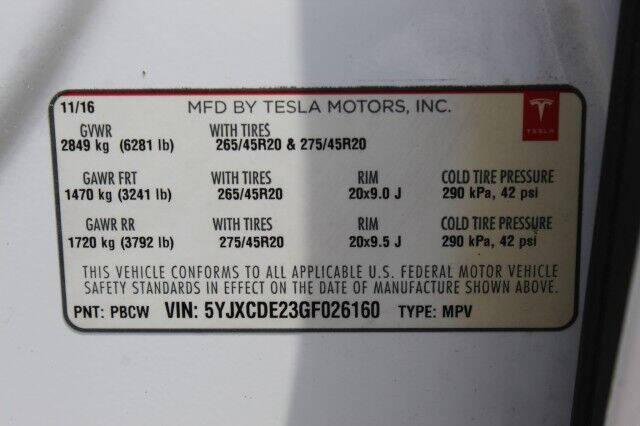 11/16 MFD BY TESLA MOTORS, INC.
TESLA
GVWR WITH TIRES
2849 kg (6281 lb) 265/45R20 & 275/45R20
GAWR FRT WITH TIRES RIM COLD TIRE PRESSURE
1470 kg (3241 lb) 265/45R20 20x9.0 J 290 kPa, 42 psi
GAWR RR WITH TIRES RIM COLD TIRE PRESSURE
1720 kg (3792 lb) 275/45R20 20x9.5 J 290 kPa, 42 psi
THIS VEHICLE CONFORMS TO ALL APPLICABLE U.S. FEDERAL MOTOR VEHICLE
SAFETY STANDARDS IN EFFECT ON THE DATE OF MANUFACTURE SHOWN ABOVE.
PNT: PBCW VIN: 5YJXCDE23GF026160 TYPE: MPV